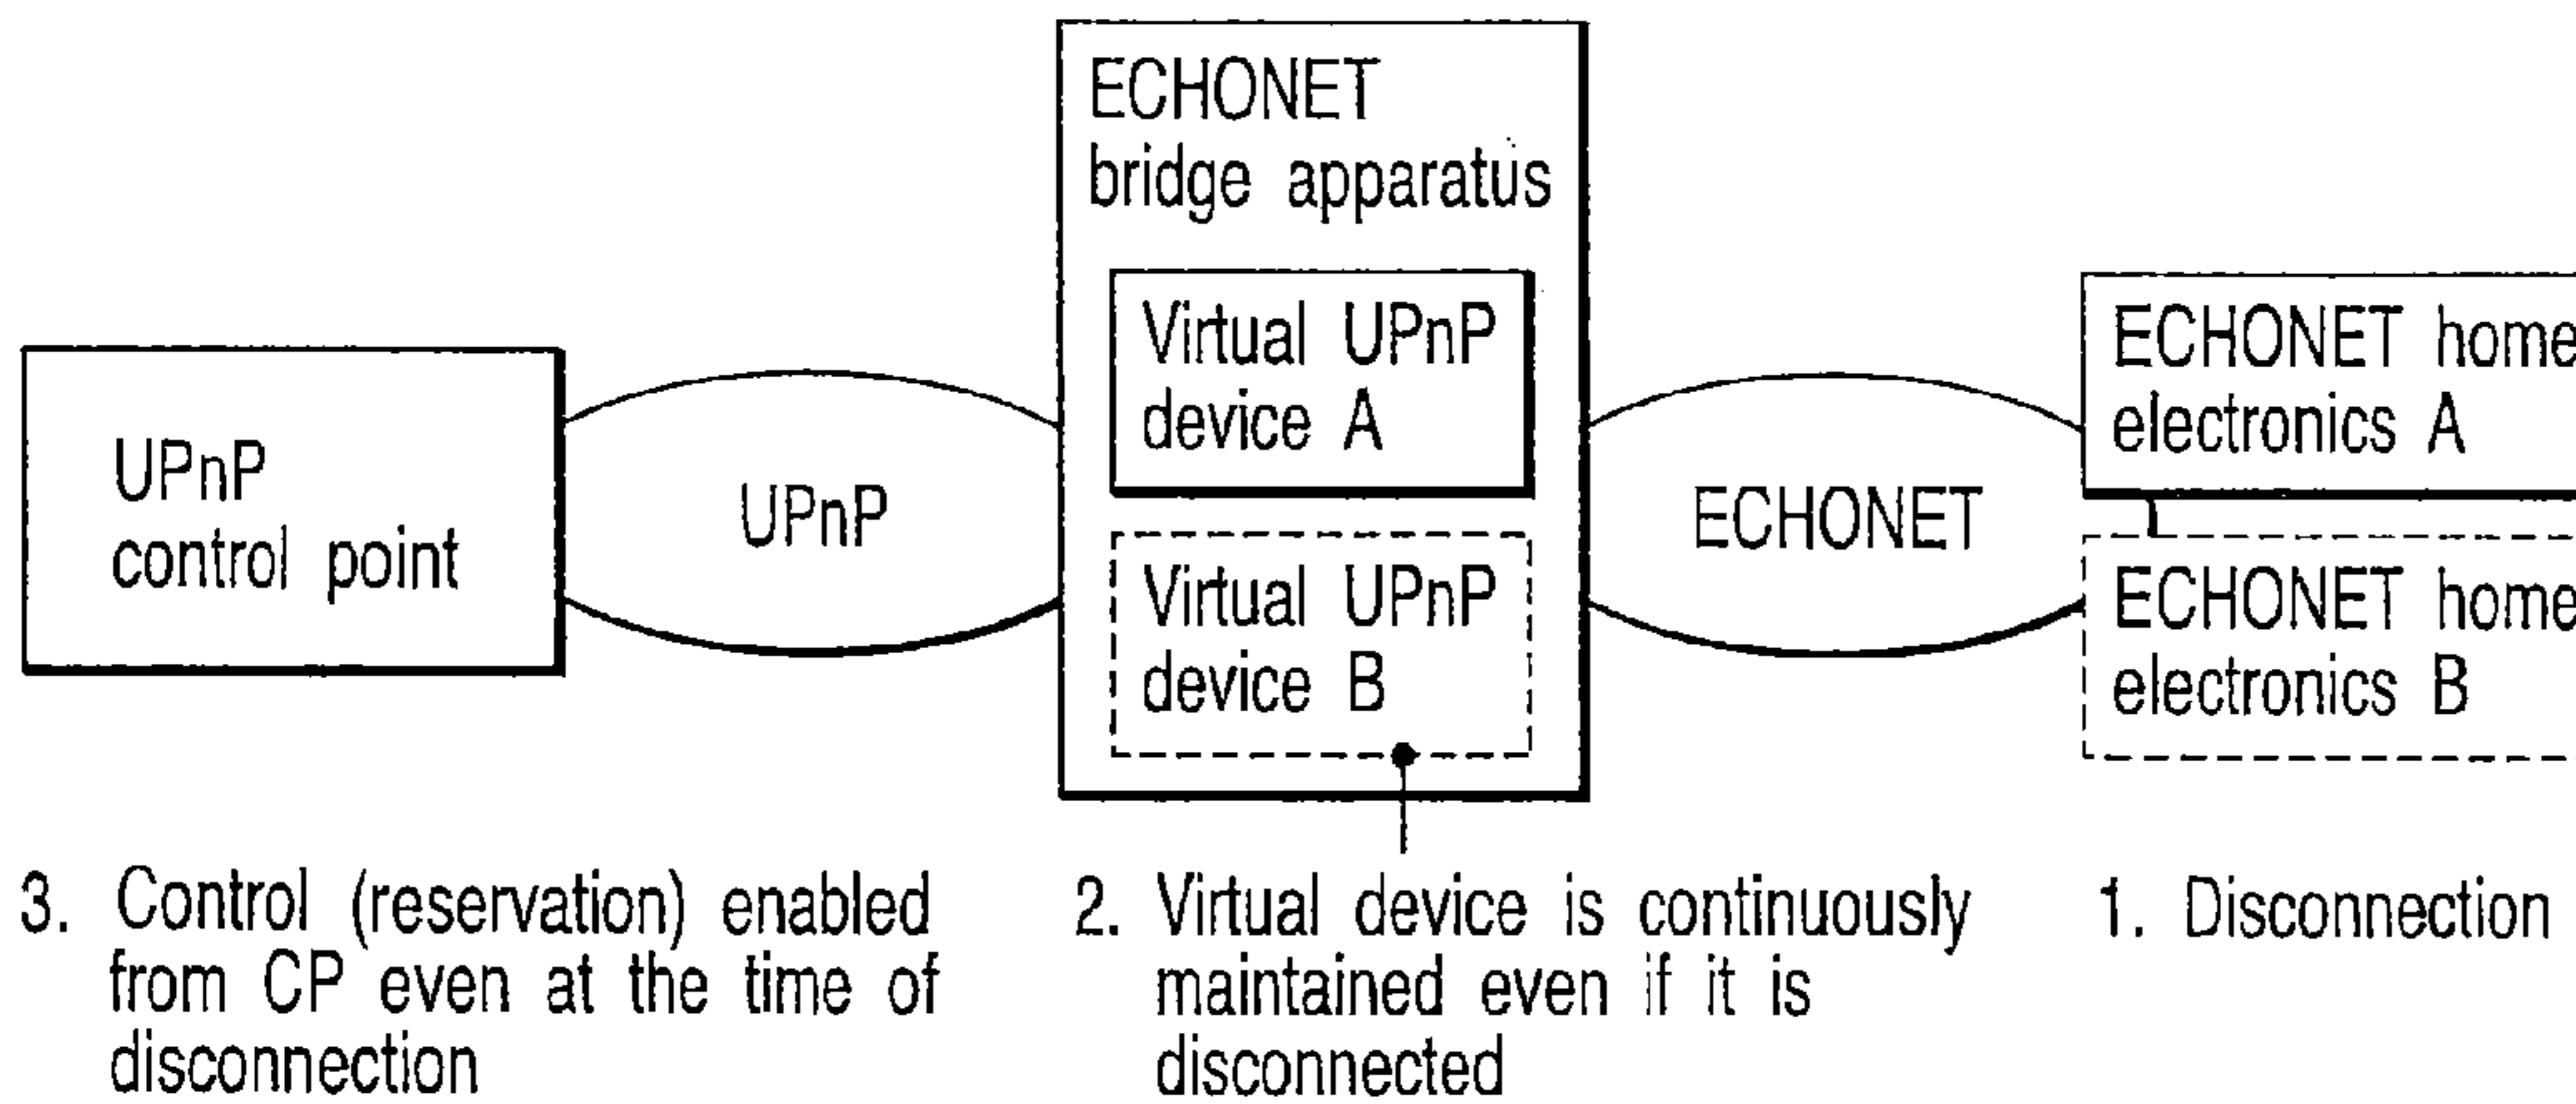 ECHONET
bridge apparatus
Virtual UPnP
device A
Virtual UPnP
device B
UPnP
control point
UPnP
ECHONET
ECHONET home
electronics A
ECHONET home
electronics B
3. Control (reservation) enabled
from CP even at the time of
disconnection
2. Virtual device is continuously
maintained even if it is
disconnected
1. Disconnection